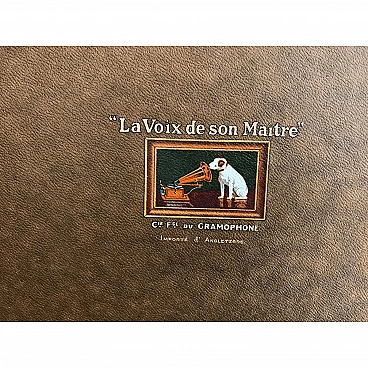 "La Voix de son Maître"
Cie Fse du GRAMOPHONE
IMPORTÉ d'ANGLETERRE